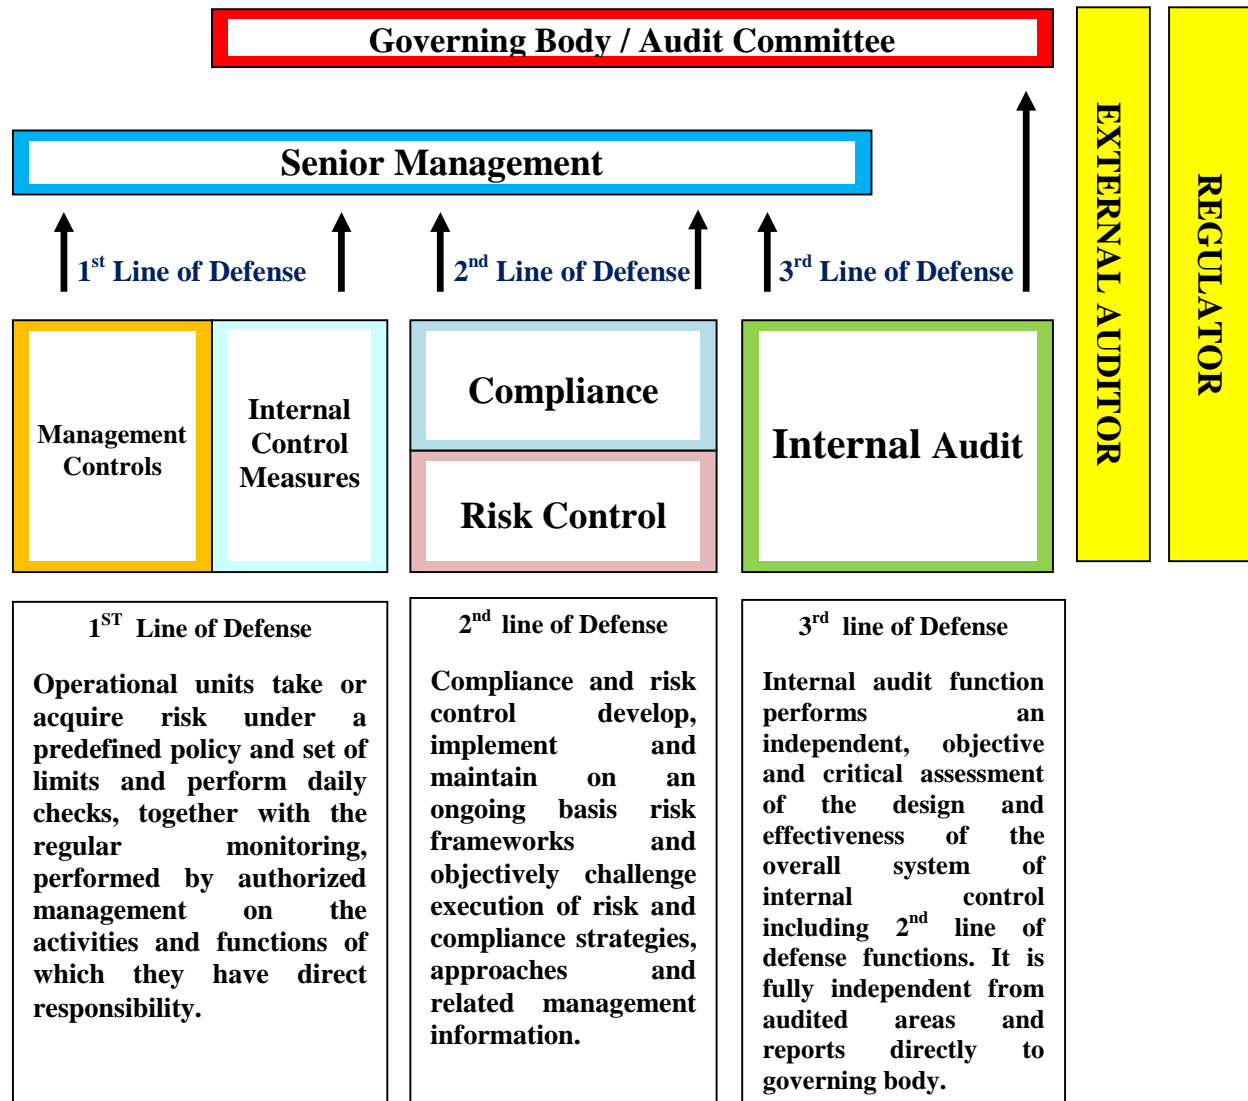 Governing Body / Audit Committee
Senior Management
1st Line of Defense
2nd Line of Defense
3rd Line of Defense
Management
Controls
Internal
Control
Measures
Compliance
Risk Control
Internal Audit
EXTERNAL AUDITOR
REGULATOR
1ST Line of Defense
Operational units take or
acquire risk under a
predefined policy and set of
limits and perform daily
checks, together with the
regular monitoring,
performed by authorized
management on the
activities and functions of
which they have direct
responsibility.
2nd line of Defense
Compliance and risk
control develop,
implement and
maintain on an
ongoing basis risk
frameworks and
objectively challenge
execution of risk and
compliance strategies,
approaches and
related management
information.
3rd line of Defense
Internal audit function
performs an
independent, objective
and critical assessment
of the design and
effectiveness of the
overall system of
internal control
including 2nd line of
defense functions. It is
fully independent from
audited areas and
reports directly to
governing body.